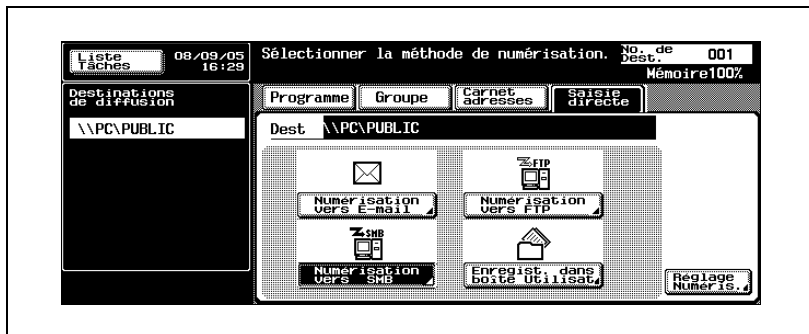 Liste
Tâches
08/09/05
16:29
Sélectionner la méthode de numérisation.
No. de
Dest.
001
Mémoire100%
Destinations
de diffusion
\\PC\PUBLIC
Programme
Groupe
Carnet
adresses
Saisie
directe
Dest \\PC\PUBLIC
FTP
Numérisation
vers E-mail
Numérisation
vers FTP
SMB
Numérisation
vers SMB
Enregist. dans
boîte Utilisat.
Réglage
Numéris.